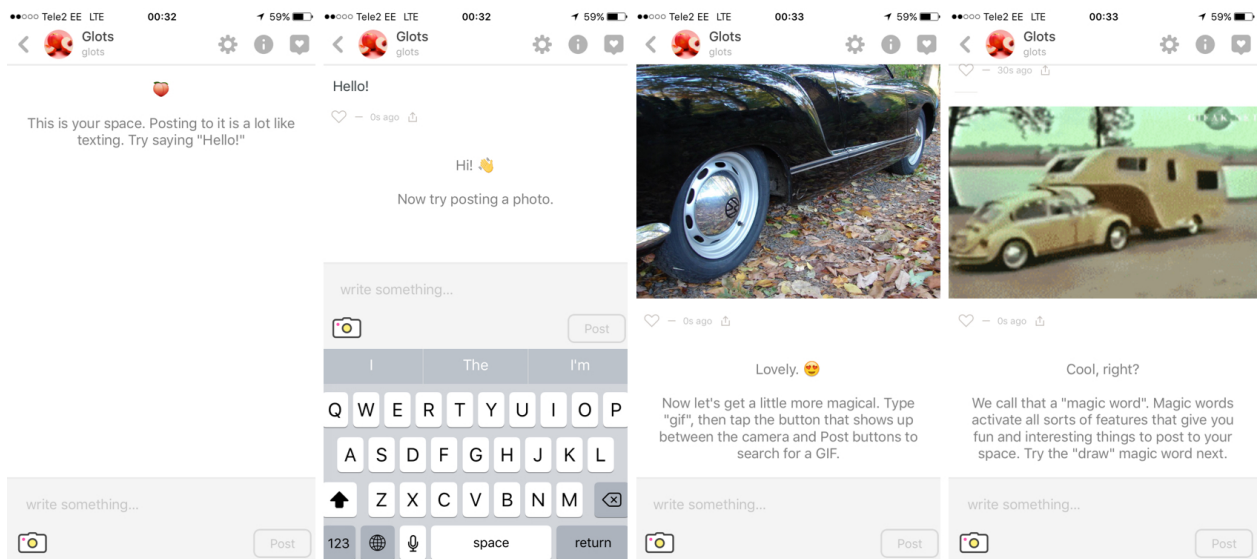 Tele2 EE LTE 00:32 59%
Glots
glots
This is your space. Posting to it is a lot like
texting. Try saying "Hello!"
write something...
Post
Tele2 EE LTE 00:32 59%
Glots
glots
Hello!
— 0s ago
Hi! 👋
Now try posting a photo.
write something...
Post
I The I'm
Q W E R T Y U I O P
A S D F G H J K L
Z X C V B N M
123 space return
Tele2 EE LTE 00:33 59%
Glots
glots
— 0s ago
Lovely. 😍
Now let's get a little more magical. Type
"gif", then tap the button that shows up
between the camera and Post buttons to
search for a GIF.
write something...
Post
Tele2 EE LTE 00:33 59%
Glots
glots
— 30s ago
— 0s ago
Cool, right?
We call that a "magic word". Magic words
activate all sorts of features that give you
fun and interesting things to post to your
space. Try the "draw" magic word next.
write something...
Post